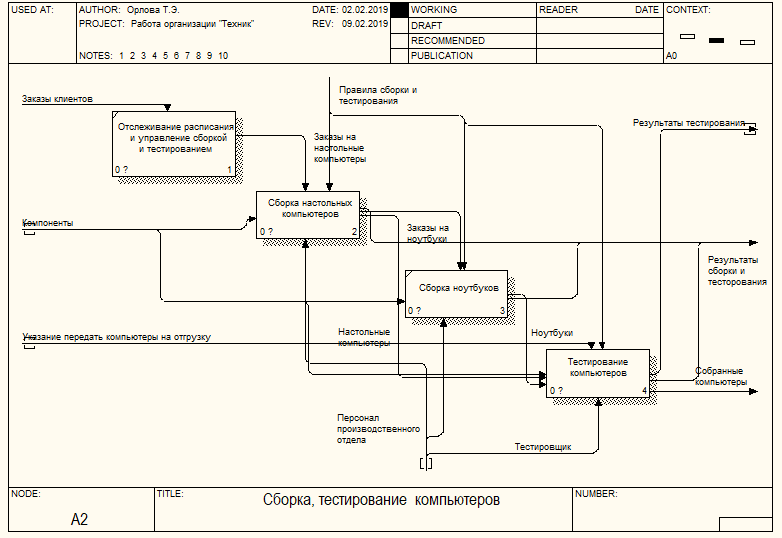 USED AT:
AUTHOR: Орлова Т.Э.
DATE: 02.02.2019
WORKING
READER
DATE
CONTEXT:
PROJECT: Работа организации "Техник"
REV: 09.02.2019
DRAFT
RECOMMENDED
NOTES: 1 2 3 4 5 6 7 8 9 10
PUBLICATION
A0
Заказы клиентов
Правила сборки и
тестирования
Отслеживание расписания
и управление сборкой
и тестированием
0 ?
1
Заказы на
настольные
компьютеры
Результаты тестирования
Компоненты
Сборка настольных
компьютеров
0 ?
2
Заказы на
ноутбуки
Результаты
сборки и
тесторования
Сборка ноутбуков
0 ?
3
Указание передать компьютеры на отгрузку
Настольные
компьютеры
Ноутбуки
Тестирование
компьютеров
0 ?
4
Собранные
компьютеры
Персонал
производственного
отдела
Тестировщик
NODE:
TITLE:
NUMBER:
A2
Сборка, тестирование компьютеров